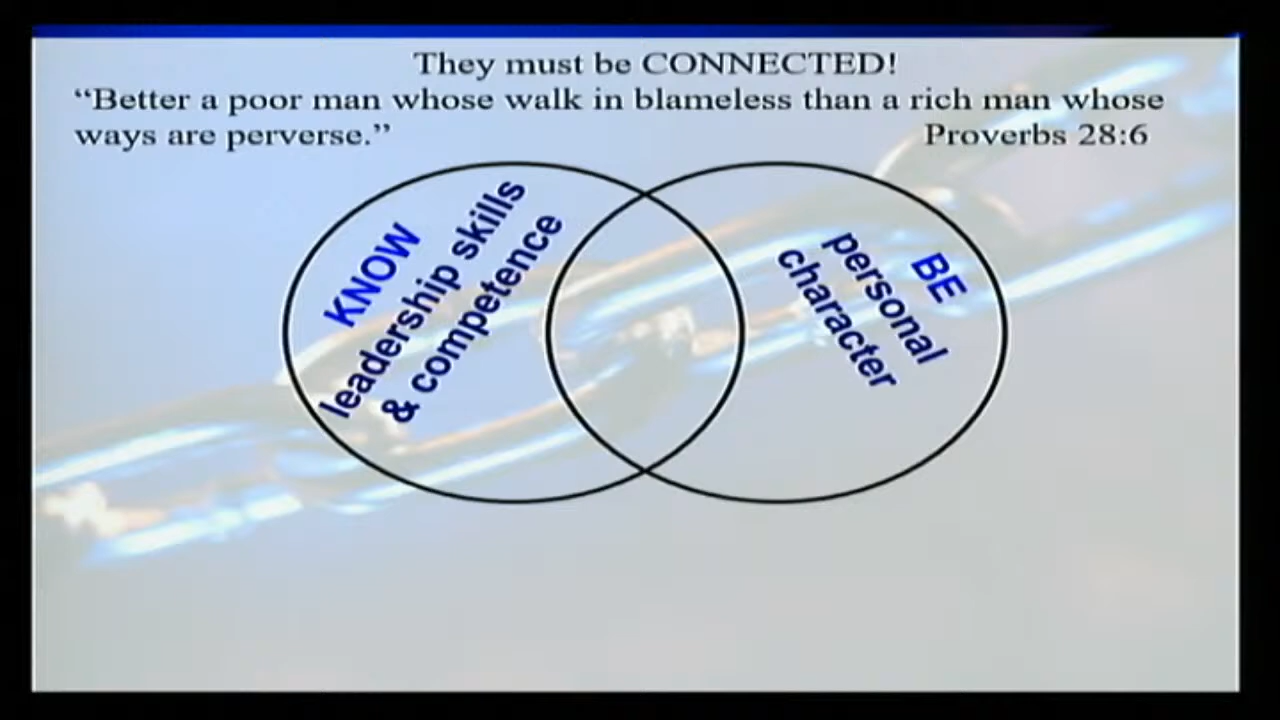 They must be CONNECTED!
“Better a poor man whose walk in blameless than a rich man whose
ways are perverse.” Proverbs 28:6
KNOW
leadership skills
& competence
BE
personal
character